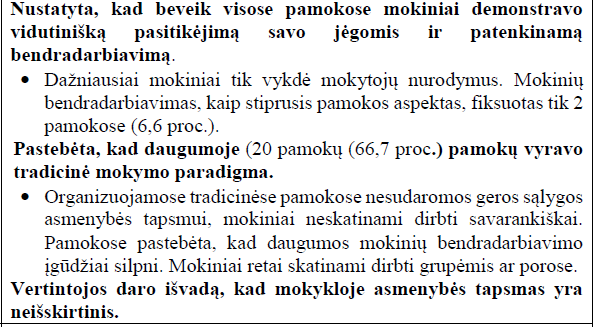 Nustatyta, kad beveik visose pamokose mokiniai demonstravo
vidutinišką pasitikėjimą savo jėgomis ir patenkinamą
bendradarbiavimą.
• Dažniausiai mokiniai tik vykdė mokytojų nurodymus. Mokinių
bendradarbiavimas, kaip stiprusis pamokos aspektas, fiksuotas tik 2
pamokose (6,6 proc.).
Pastebėta, kad daugumoje (20 pamokų (66,7 proc.) pamokų vyravo
tradicinė mokymo paradigma.
• Organizuojamose tradicinėse pamokose nesudaromos geros sąlygos
asmenybės tapsmui, mokiniai neskatinami dirbti savarankiškai.
Pamokose pastebėta, kad daugumos mokinių bendradarbiavimo
įgūdžiai silpni. Mokiniai retai skatinami dirbti grupėmis ar porose.
Vertintojos daro išvadą, kad mokykloje asmenybės tapsmas yra
neišskirtinis.